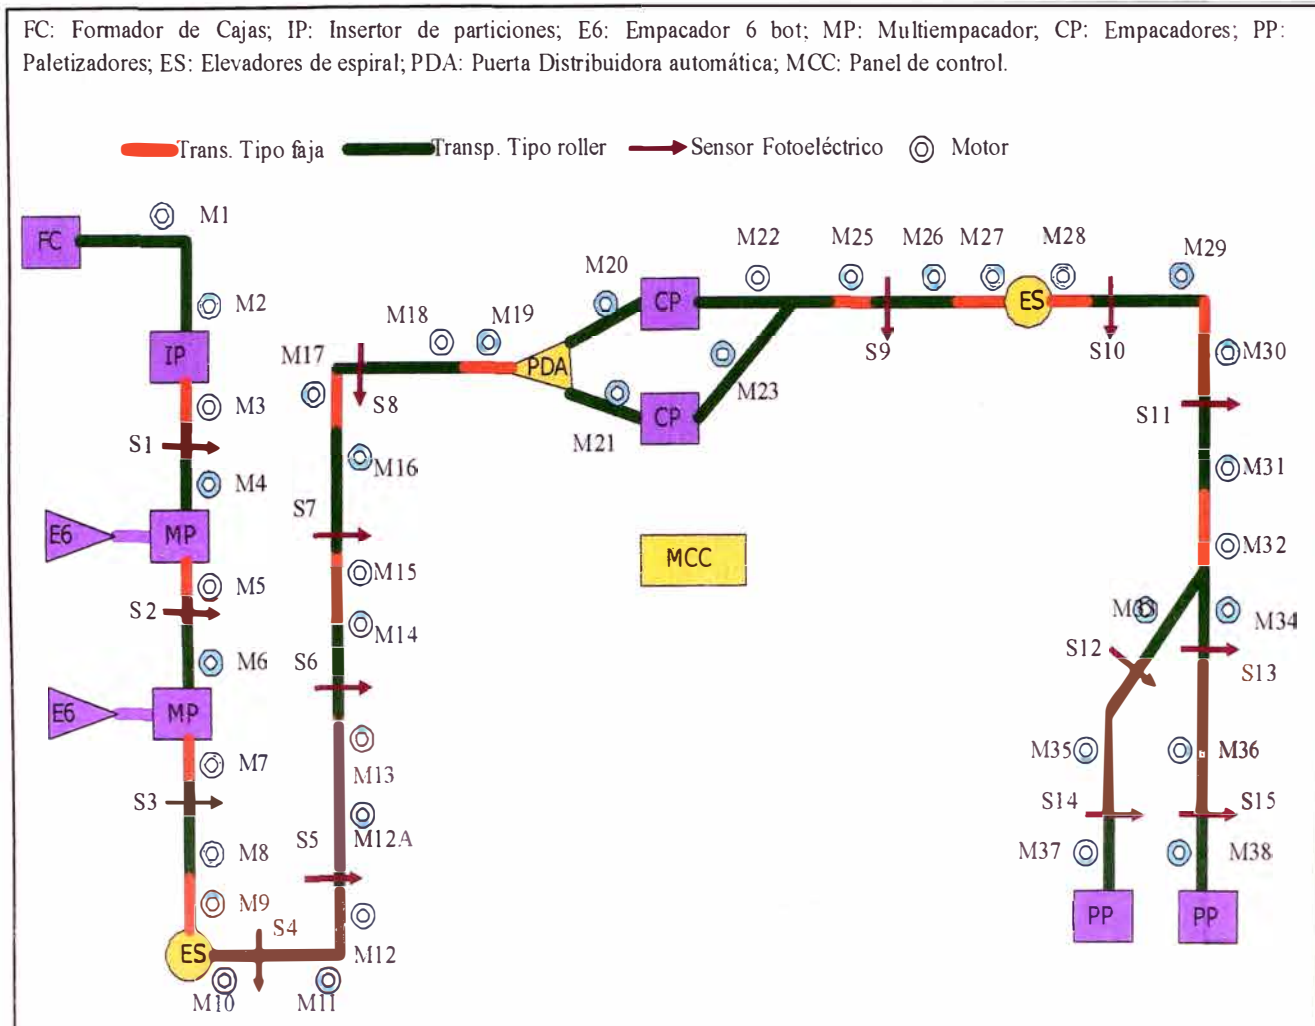 FC: Formador de Cajas; IP: Insertor de particiones; E6: Empacador 6 bot; MP: Multiempacador; CP: Empacadores; PP:
Paletizadores; ES: Elevadores de espiral; PDA: Puerta Distribuidora automática; MCC: Panel de control.
Trans. Tipo faja Transp. Tipo roller Sensor Fotoeléctrico Motor
FC
M1
M2
IP
M3
S1
M4
E6
MP
M5
S2
M6
E6
MP
M7
S3
M8
M9
ES
S4
M10
M11
M12
S5
M12A
M13
S6
M14
M15
S7
M16
M17
S8
M18
M19
PDA
M20
M21
CP
CP
M22
M23
M25
S9
M26
M27
ES
M28
S10
M29
M30
S11
M31
M32
MCC
M33
M34
S12
S13
M35
M36
S14
S15
M37
M38
PP
PP